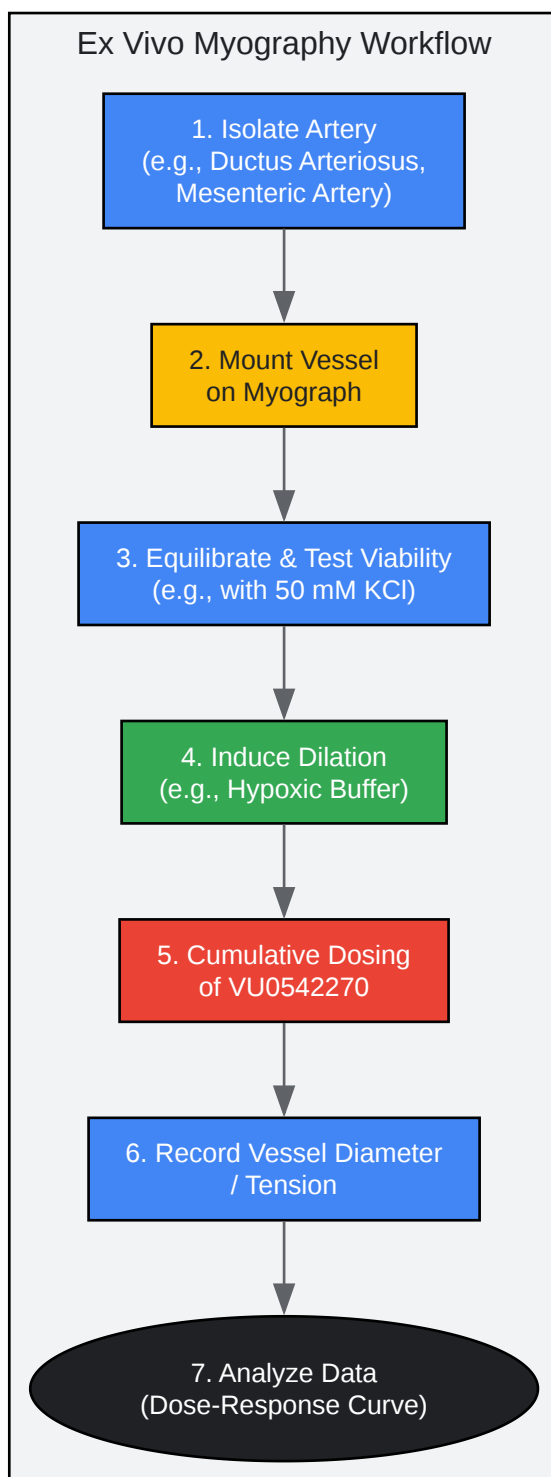 Ex Vivo Myography Workflow
1. Isolate Artery
(e.g., Ductus Arteriosus,
Mesenteric Artery)
2. Mount Vessel
on Myograph
3. Equilibrate & Test Viability
(e.g., with 50 mM KCl)
4. Induce Dilation
(e.g., Hypoxic Buffer)
5. Cumulative Dosing
of VU0542270
6. Record Vessel Diameter
/ Tension
7. Analyze Data
(Dose-Response Curve)